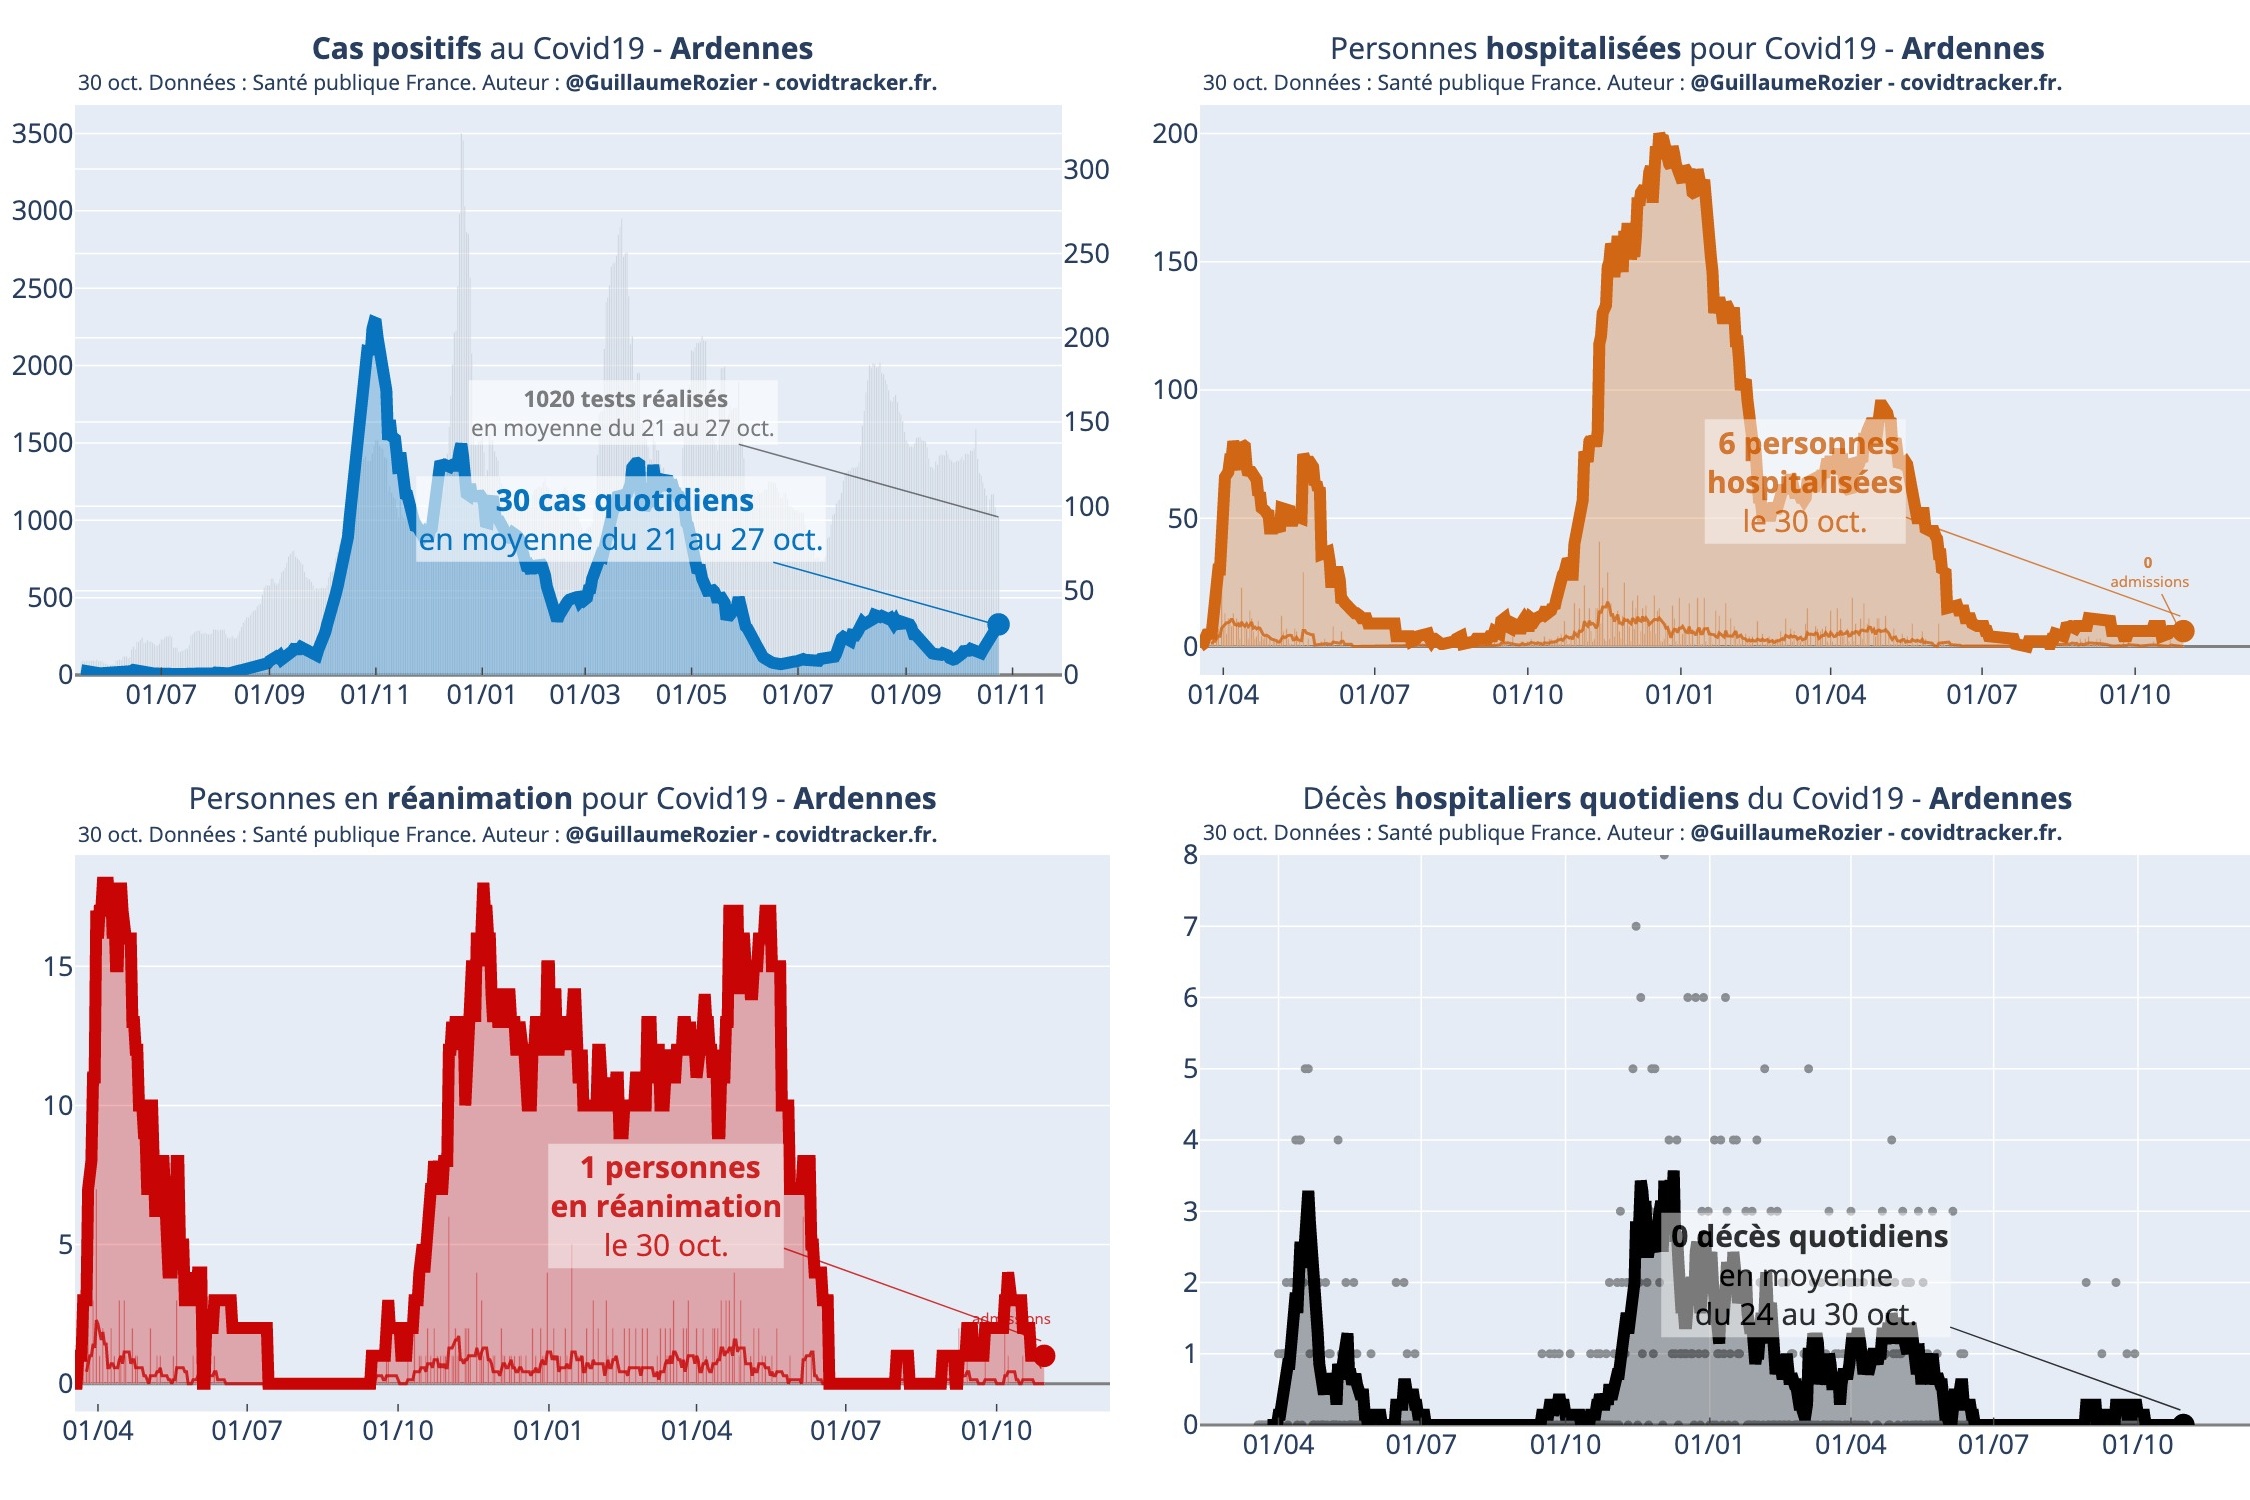 Cas positifs au Covid19 - Ardennes
30 oct. Données : Santé publique France. Auteur : @GuillaumeRozier - covidtracker.fr.
3500
3000
2500
2000
1500
1000
500
0
300
250
200
150
100
50
0
1020 tests réalisés
en moyenne du 21 au 27 oct.
30 cas quotidiens
en moyenne du 21 au 27 oct.
01/07 01/09 01/11 01/01 01/03 01/05 01/07 01/09 01/11
Personnes hospitalisées pour Covid19 - Ardennes
30 oct. Données : Santé publique France. Auteur : @GuillaumeRozier - covidtracker.fr.
200
150
100
50
0
6 personnes
hospitalisées
le 30 oct.
0
admissions
01/04 01/07 01/10 01/01 01/04 01/07 01/10
Personnes en réanimation pour Covid19 - Ardennes
30 oct. Données : Santé publique France. Auteur : @GuillaumeRozier - covidtracker.fr.
15
10
5
0
1 personnes
en réanimation
le 30 oct.
admissions
01/04 01/07 01/10 01/01 01/04 01/07 01/10
Décès hospitaliers quotidiens du Covid19 - Ardennes
30 oct. Données : Santé publique France. Auteur : @GuillaumeRozier - covidtracker.fr.
8
7
6
5
4
3
2
1
0
0 décès quotidiens
en moyenne
du 24 au 30 oct.
01/04 01/07 01/10 01/01 01/04 01/07 01/10